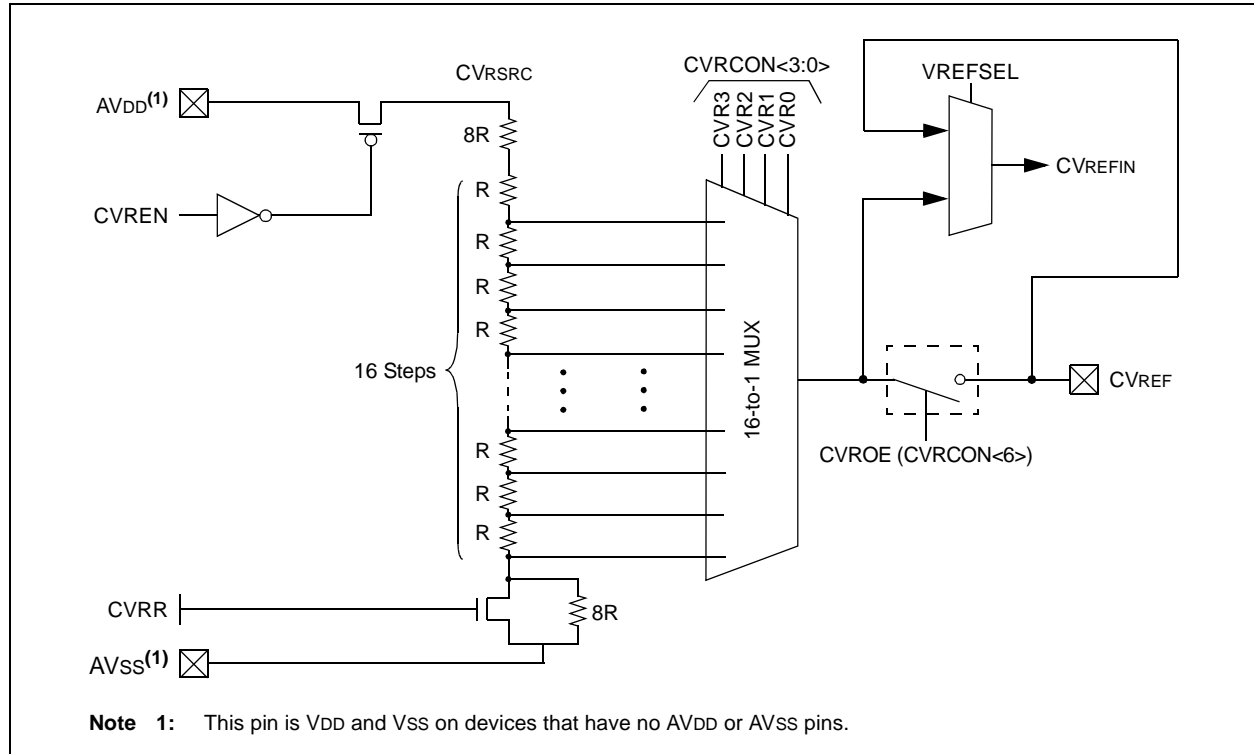 CVRSRC
CVRCON<3:0>
VREFSEL
AVDD(1)
CVR3
CVR2
CVR1
CVR0
8R
R
CVREFIN
CVREN
R
R
R
16 Steps
16-to-1 MUX
CVREF
R
CVROE (CVRCON<6>)
R
R
CVRR
8R
AVSS(1)
Note 1: This pin is VDD and VSS on devices that have no AVDD or AVSS pins.